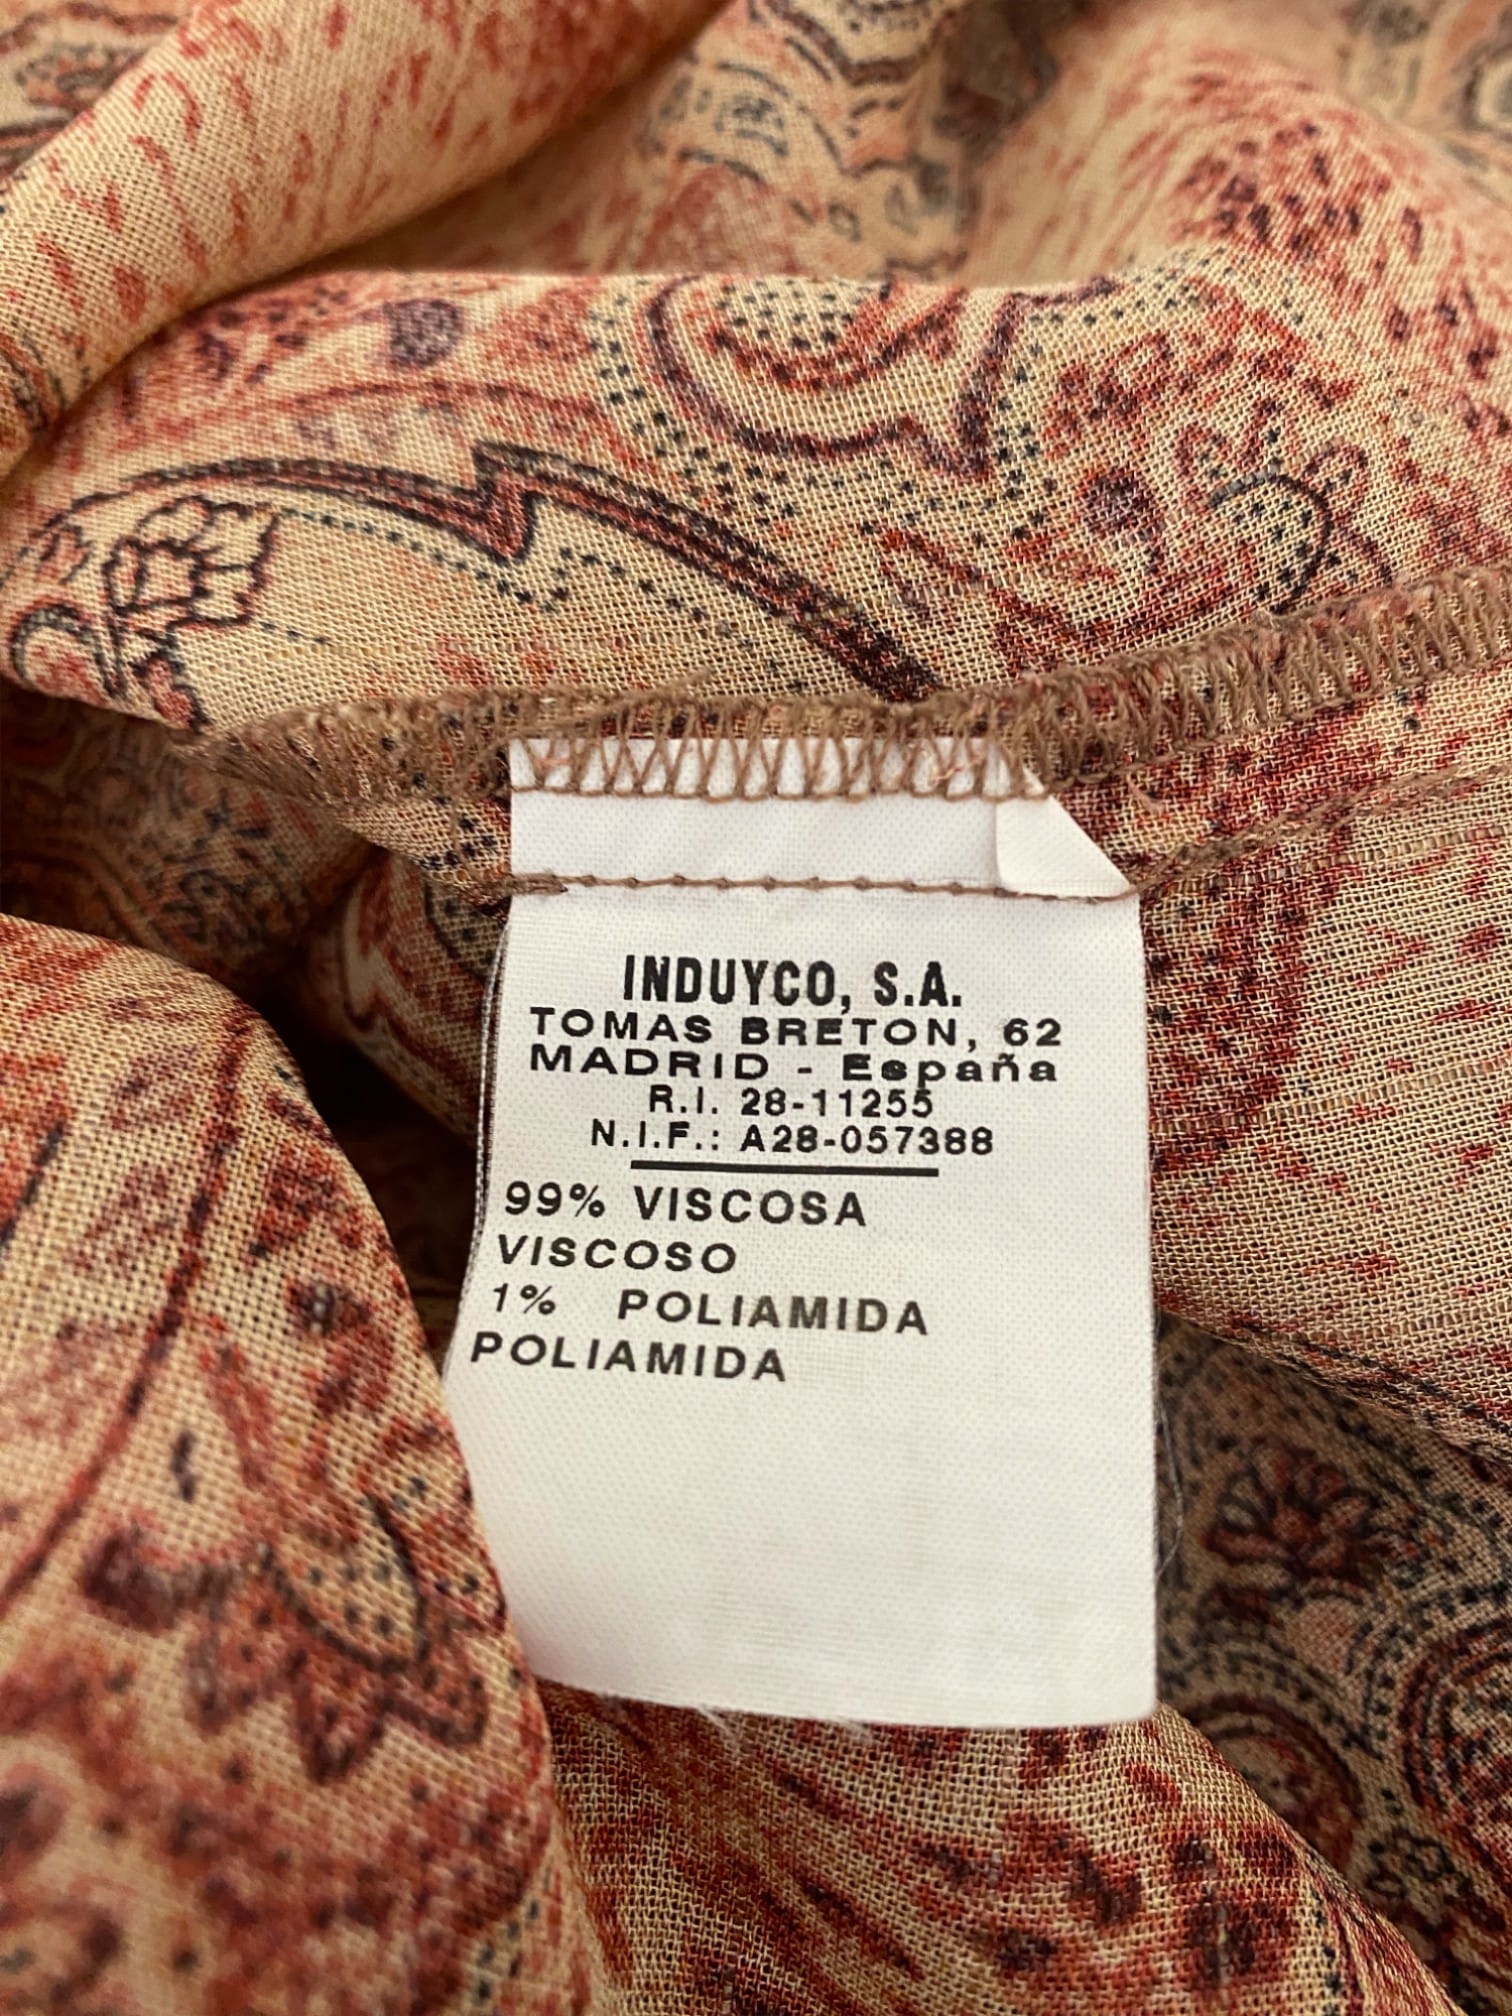 INDUYCO, S.A.
TOMAS BRETON, 62
MADRID - España
R.I. 28-11255
N.I.F.: A28-057388
99% VISCOSA
VISCOSO
1% POLIAMIDA
POLIAMIDA